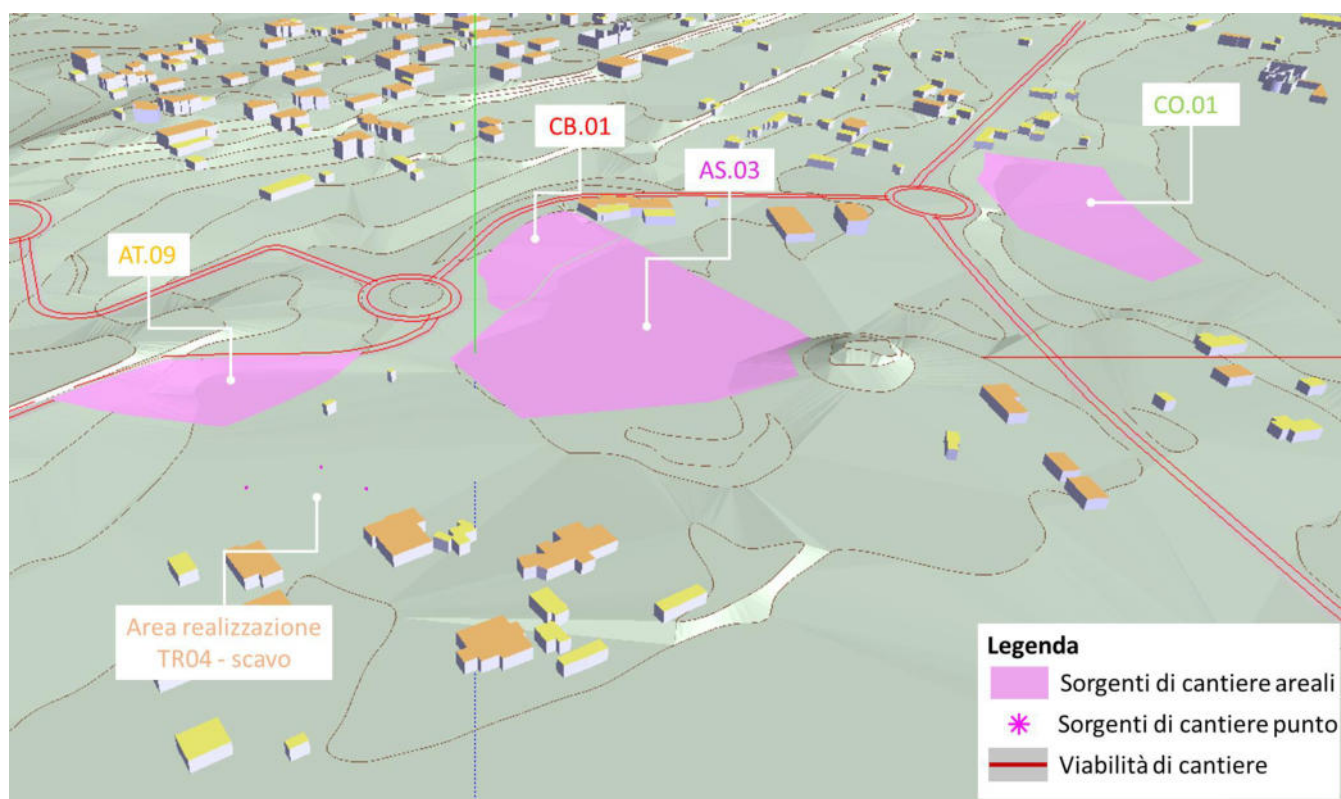 CB.01
CO.01
AS.03
AT.09
Area realizzazione
TR04 - scavo
Legenda
Sorgenti di cantiere areali
Sorgenti di cantiere punto
Viabilità di cantiere